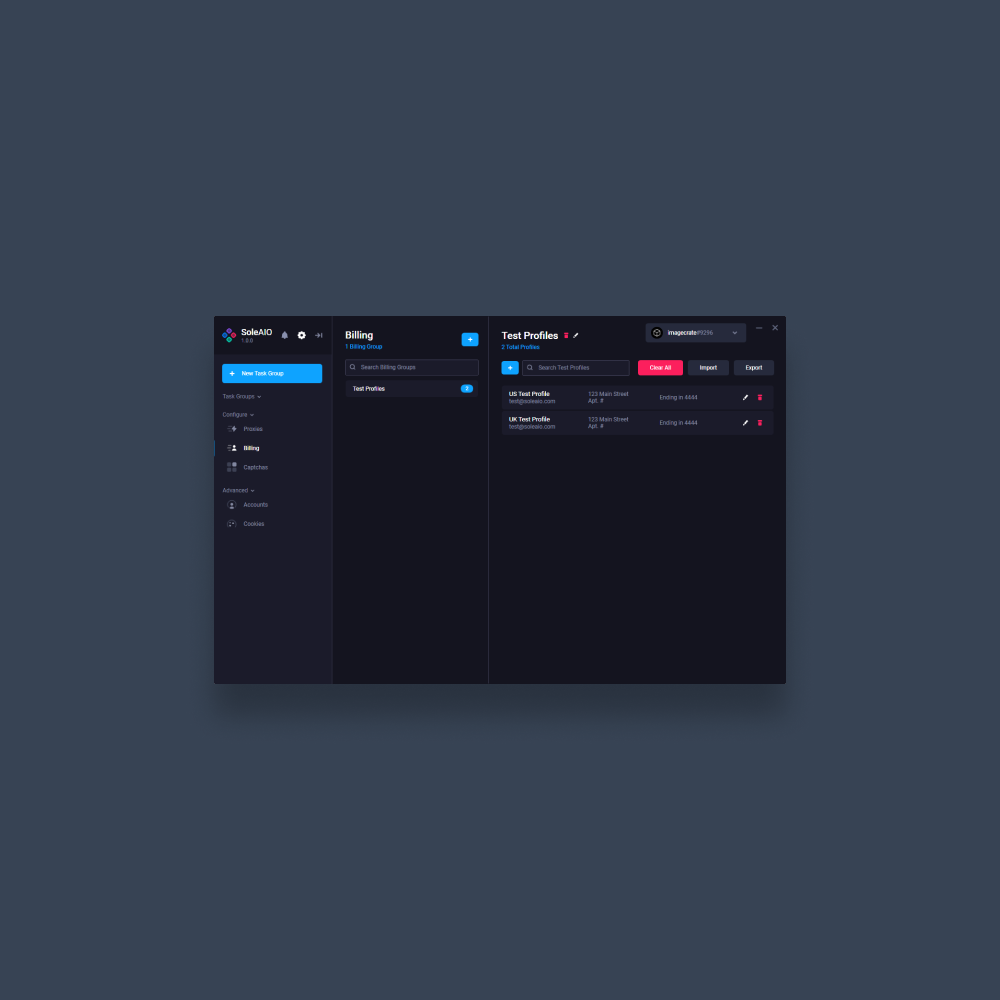 SoleAIO
1.0.0
New Task Group
Task Groups
Configure
Proxies
Billing
Captchas
Advanced
Accounts
Cookies
Billing
1 Billing Group
+
Search Billing Groups
Test Profiles
2
Test Profiles
2 Total Profiles
imagecrate#9296
+
Search Test Profiles
Clear All
Import
Export
US Test Profile
test@soleaio.com
123 Main Street
Apt. #
Ending in 4444
UK Test Profile
test@soleaio.com
123 Main Street
Apt. #
Ending in 4444